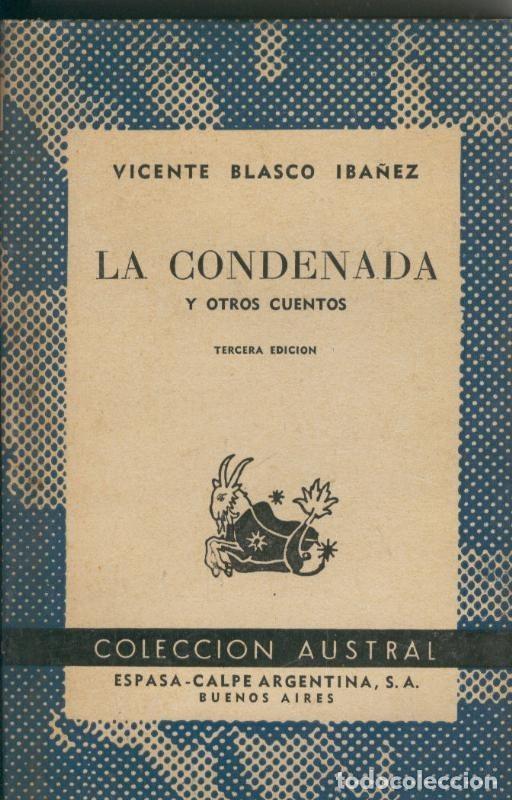 VICENTE BLASCO IBAÑEZ
LA CONDENADA
Y OTROS CUENTOS
TERCERA EDICION
COLECCION AUSTRAL
ESPASA-CALPE ARGENTINA, S.A.
BUENOS AIRES
todocoleccion